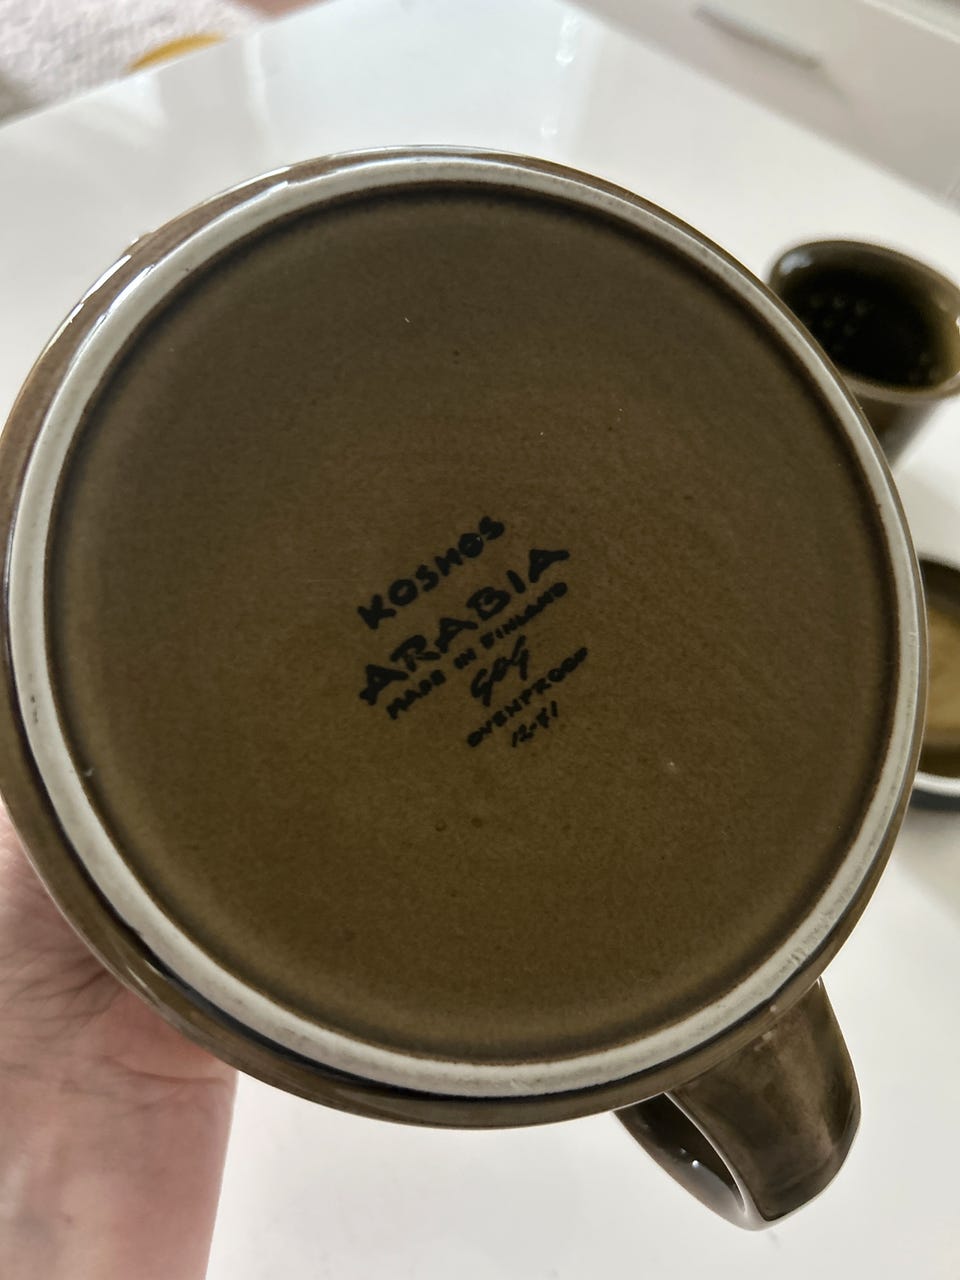 KOSMOS
ARABIA
MADE IN FINLAND
GOG
OVENPROOF
12-71